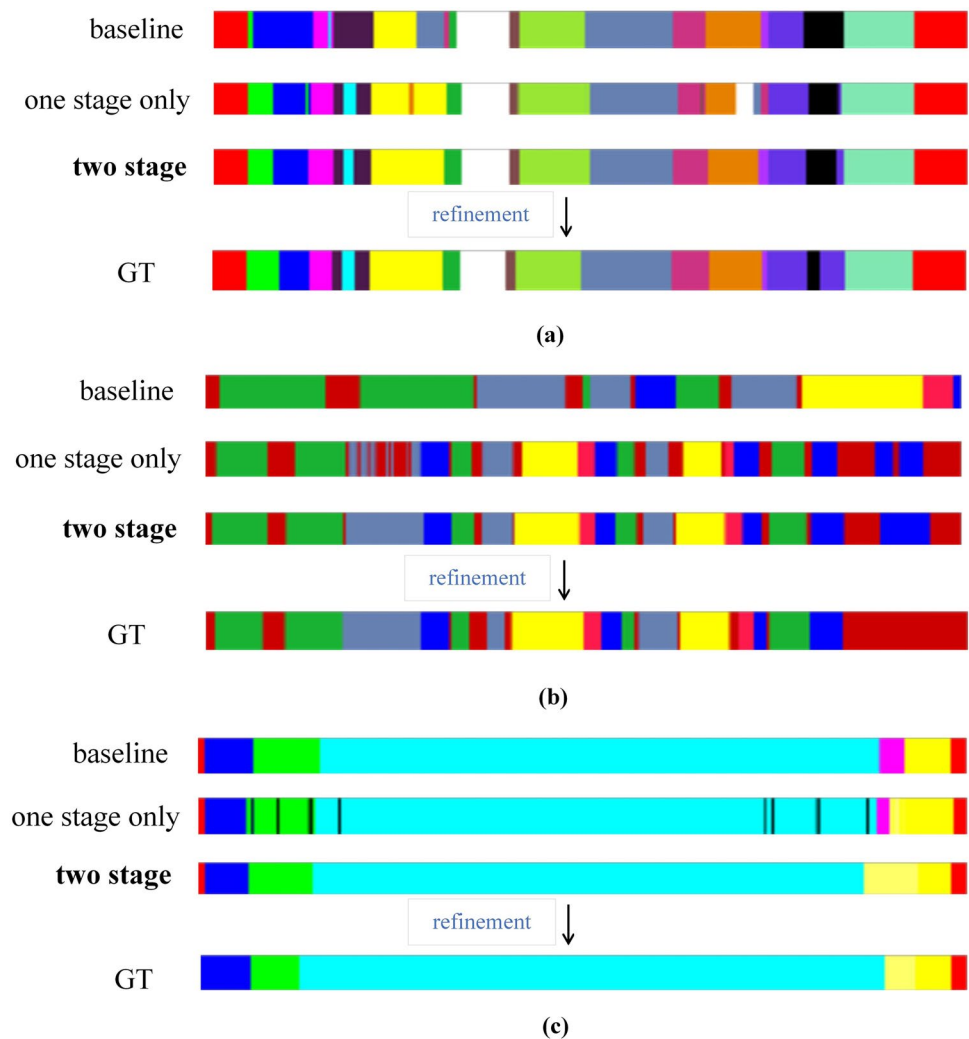 baseline
one stage only
two stage
refinement
GT
(a)
baseline
one stage only
two stage
refinement
GT
(b)
baseline
one stage only
two stage
refinement
GT
(c)